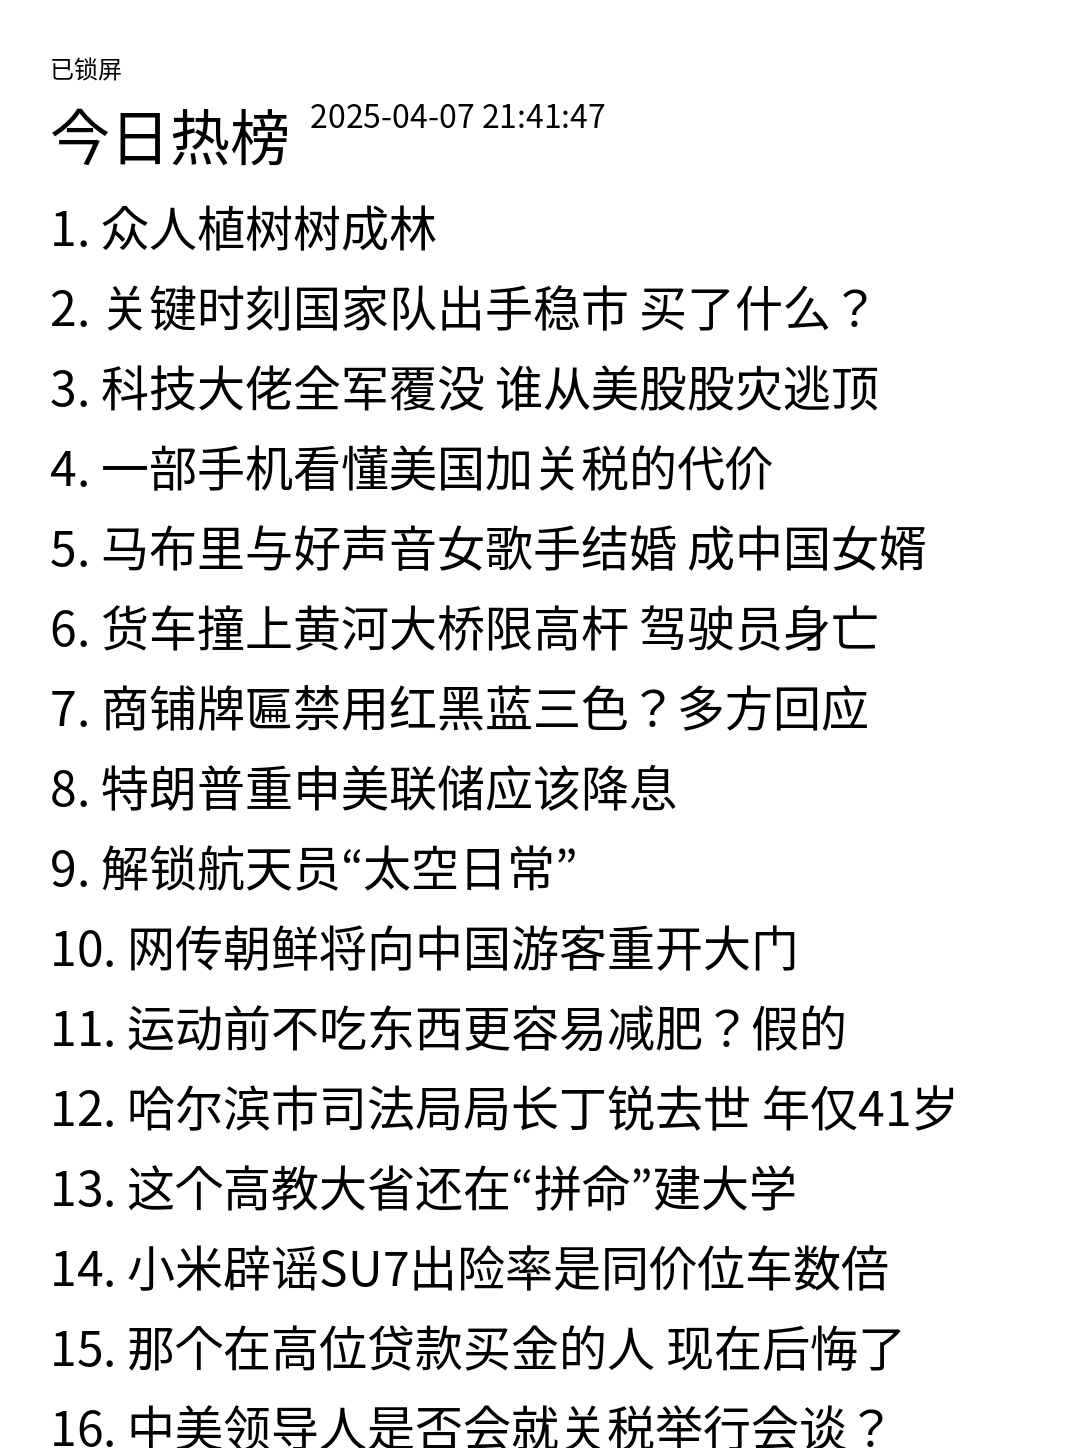 已锁屏
今日热榜 2025-04-07 21:41:47
1. 众人植树树成林
2. 关键时刻国家队出手稳市 买了什么？
3. 科技大佬全军覆没 谁从美股股灾逃顶
4. 一部手机看懂美国加关税的代价
5. 马布里与好声音女歌手结婚 成中国女婿
6. 货车撞上黄河大桥限高杆 驾驶员身亡
7. 商铺牌匾禁用红黑蓝三色？多方回应
8. 特朗普重申美联储应该降息
9. 解锁航天员“太空日常”
10. 网传朝鲜将向中国游客重开大门
11. 运动前不吃东西更容易减肥？假的
12. 哈尔滨市司法局局长丁锐去世 年仅41岁
13. 这个高教大省还在“拼命”建大学
14. 小米辟谣SU7出险率是同价位车数倍
15. 那个在高位贷款买金的人 现在后悔了
16. 中美领导人是否会就关税举行会谈？